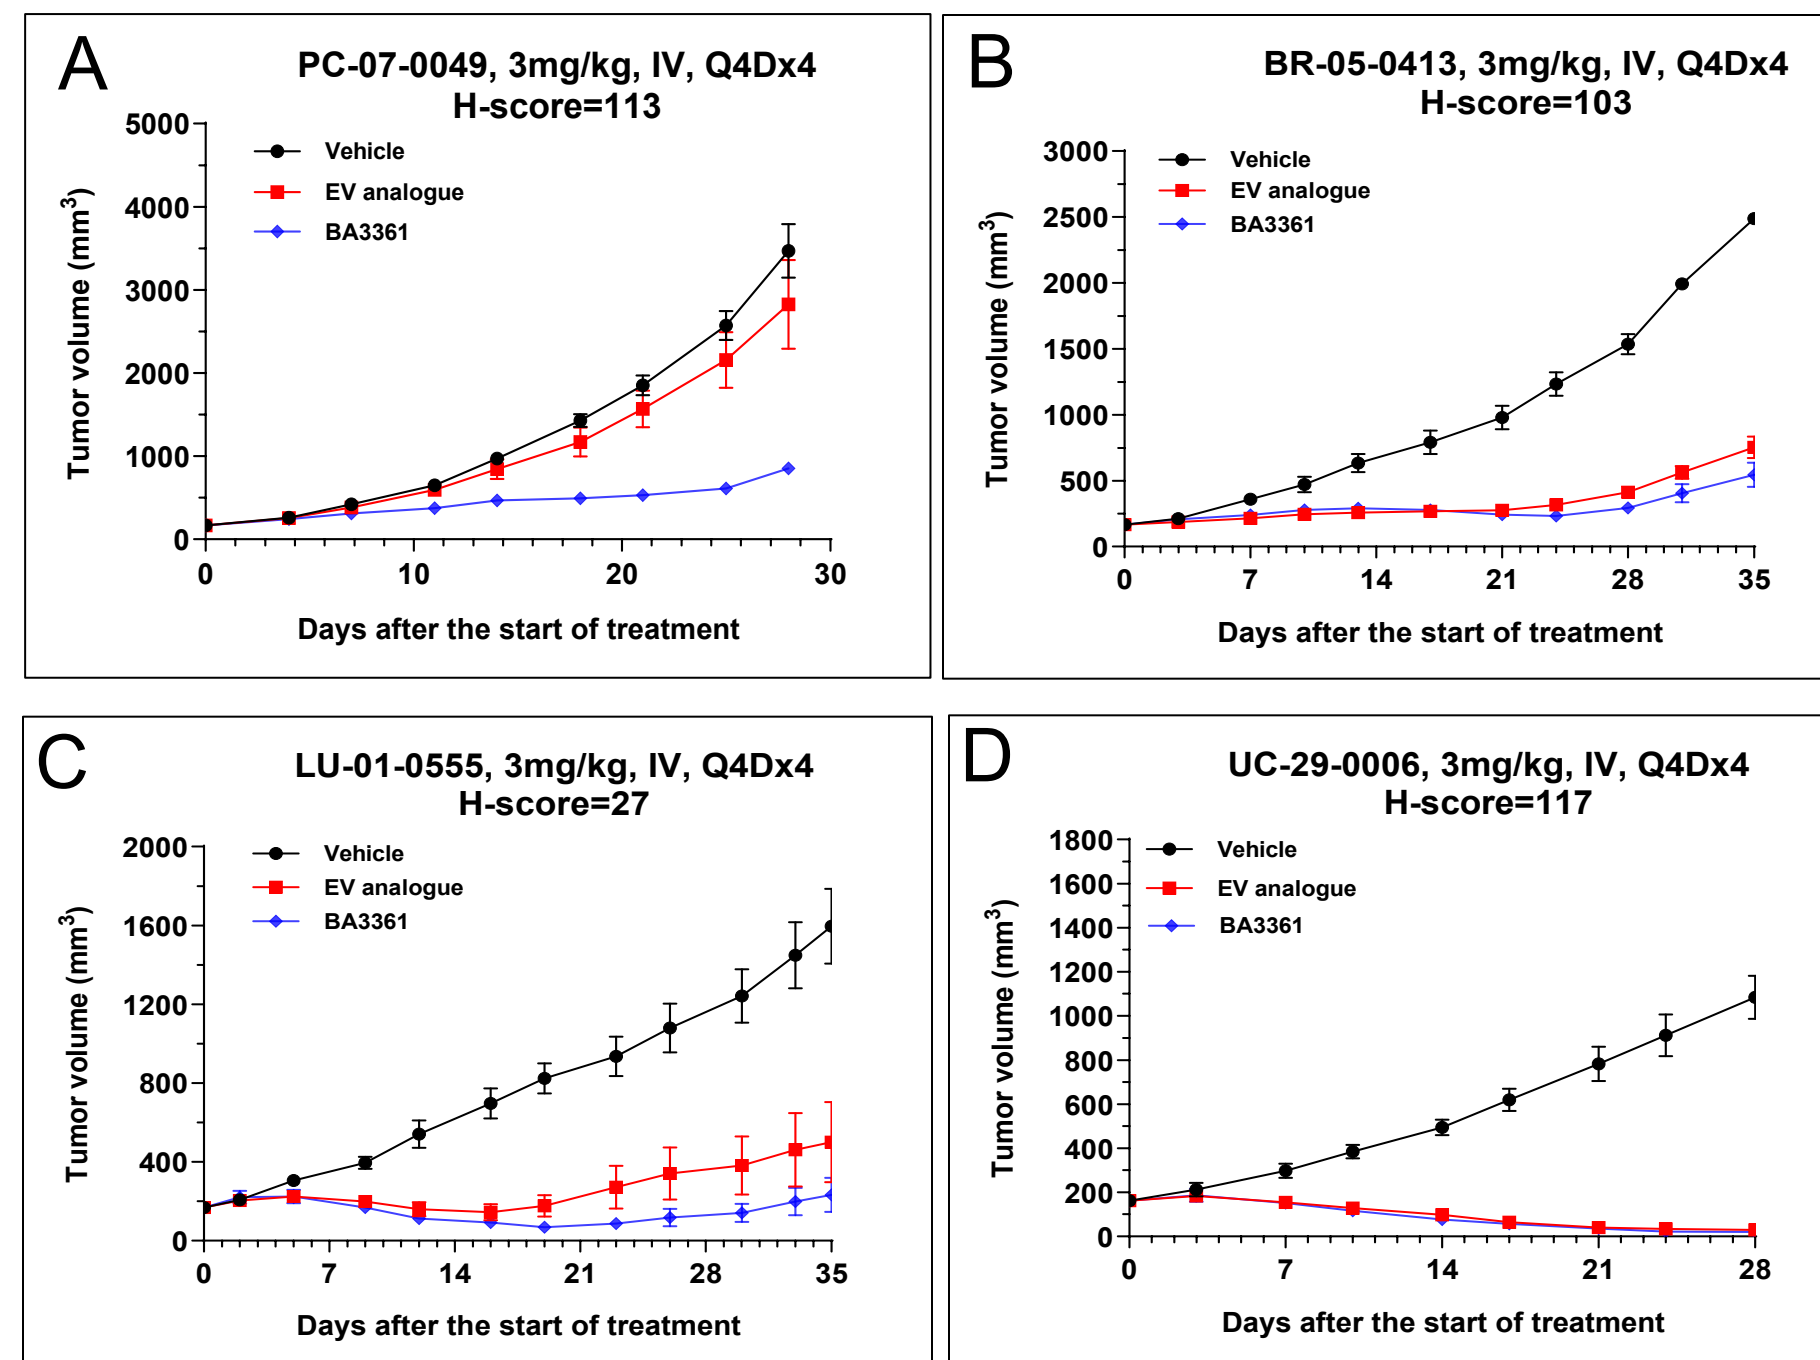 A
PC-07-0049, 3mg/kg, IV, Q4Dx4
H-score=113
Vehicle
EV analogue
BA3361
Tumor volume (mm³)
5000
4000
3000
2000
1000
0
0 10 20 30
Days after the start of treatment
B
BR-05-0413, 3mg/kg, IV, Q4Dx4
H-score=103
Vehicle
EV analogue
BA3361
Tumor volume (mm³)
3000
2500
2000
1500
1000
500
0
0 7 14 21 28 35
Days after the start of treatment
C
LU-01-0555, 3mg/kg, IV, Q4Dx4
H-score=27
Vehicle
EV analogue
BA3361
Tumor volume (mm³)
2000
1600
1200
800
400
0
0 7 14 21 28 35
Days after the start of treatment
D
UC-29-0006, 3mg/kg, IV, Q4Dx4
H-score=117
Vehicle
EV analogue
BA3361
Tumor volume (mm³)
1800
1600
1400
1200
1000
800
600
400
200
0
0 7 14 21 28
Days after the start of treatment